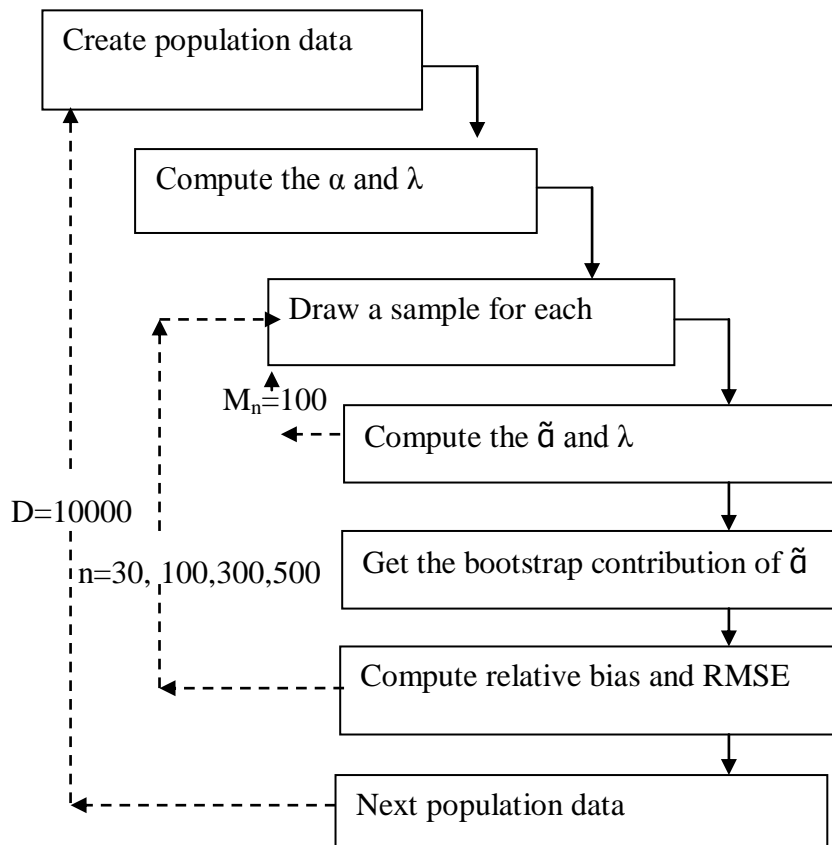 Create population data
Compute the α and λ
Draw a sample for each
Mₙ=100
Compute the α̃ and λ
D=10000
Get the bootstrap contribution of α̃
n=30, 100,300,500
Compute relative bias and RMSE
Next population data